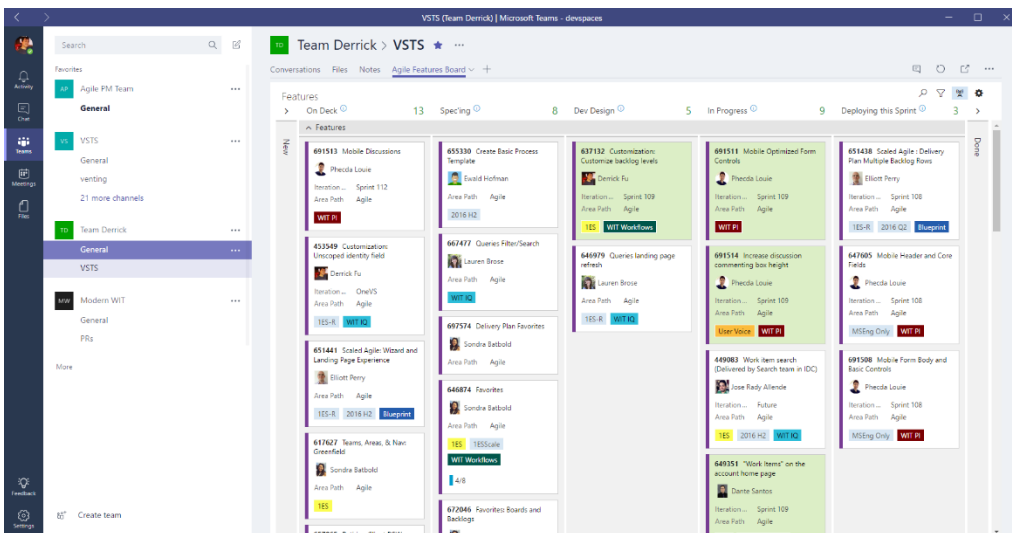 VSTS (Team Derrick) | Microsoft Teams - devspaces
Search
Activity
Chat
Teams
Meetings
Files
Feedback
Settings
Favorites
AP Agile PM Team
General
VS VSTS
General
venting
21 more channels
TD Team Derrick
General
VSTS
MW Modern WIT
General
PRs
More
Create team
TD Team Derrick > VSTS
Conversations Files Notes Agile Features Board
Features
On Deck 13 Spec'ing 8 Dev Design 5 In Progress 9 Deploying this Sprint 3
Features
New
691513 Mobile Discussions
Phecda Louie
Iteration... Sprint 112
Area Path Agile
WIT PI
453549 Customization:
Unscoped identity field
Derrick Fu
Iteration... OneVS
Area Path Agile
1ES-R WIT IQ
651441 Scaled Agile: Wizard and
Landing Page Experience
Elliott Perry
Area Path Agile
1ES-R 2016 H2 Blueprint
617627 Teams, Areas, & Nav:
Greenfield
Sondra Batbold
Area Path Agile
1ES
655330 Create Basic Process
Template
Ewald Hofman
Area Path Agile
2016 H2
667477 Queries Filter/Search
Lauren Brose
Area Path Agile
WIT IQ
697574 Delivery Plan Favorites
Sondra Batbold
Area Path Agile
646874 Favorites
Sondra Batbold
Area Path Agile
1ES 1ESScale
WIT Workflows
4/8
672046 Favorites: Boards and
Backlogs
637132 Customization:
Customize backlog levels
Derrick Fu
Iteration... Sprint 109
Area Path Agile
1ES WIT Workflows
646979 Queries landing page
refresh
Lauren Brose
Area Path Agile
1ES-R WIT IQ
691511 Mobile Optimized Form
Controls
Phecda Louie
Iteration... Sprint 109
Area Path Agile
WIT PI
691514 Increase discussion
commenting box height
Phecda Louie
Iteration... Sprint 109
Area Path Agile
User Voice WIT PI
449083 Work item search
(Delivered by Search team in IDC)
Jose Rady Allende
Iteration... Future
Area Path Agile
1ES 2016 H2 WIT IQ
649351 "Work Items" on the
account home page
Dante Santos
Iteration... Sprint 109
Area Path Agile
651438 Scaled Agile : Delivery
Plan Multiple Backlog Rows
Elliott Perry
Iteration... Sprint 108
Area Path Agile
1ES-R 2016 Q2 Blueprint
647605 Mobile Header and Core
Fields
Phecda Louie
Iteration... Sprint 108
Area Path Agile
MSEng Only WIT PI
691508 Mobile Form Body and
Basic Controls
Phecda Louie
Iteration... Sprint 108
Area Path Agile
MSEng Only WIT PI
Done